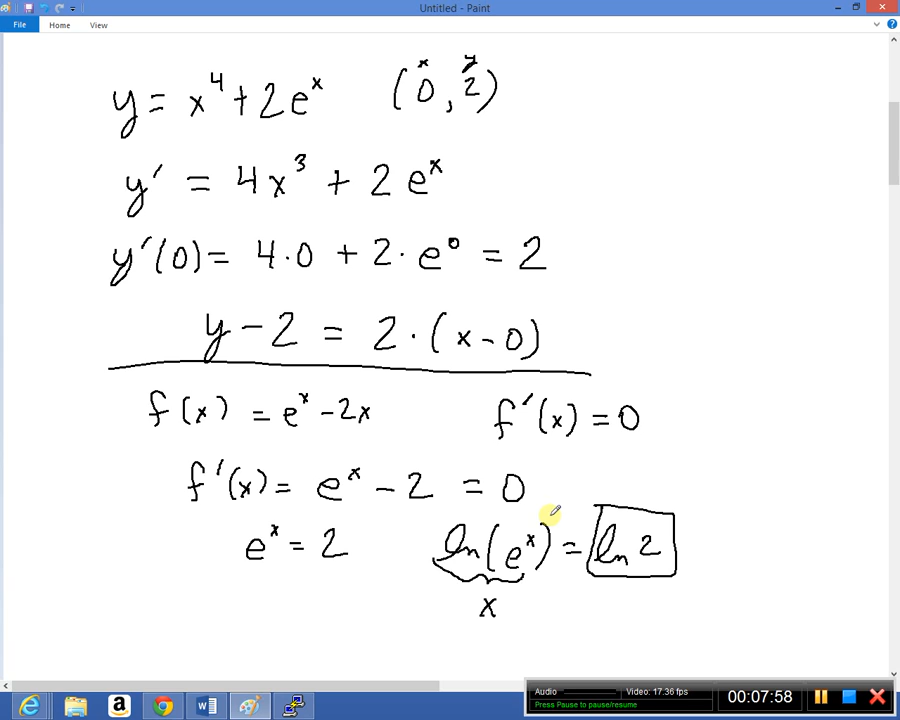 Untitled - Paint
File Home View
y = x⁴ + 2eˣ (0, 2) x y
y' = 4x³ + 2eˣ
y'(0) = 4·0 + 2·e⁰ = 2
y - 2 = 2·(x - 0)
f(x) = eˣ - 2x f'(x) = 0
f'(x) = eˣ - 2 = 0
eˣ = 2 ln(eˣ) = ln 2
x
Audio Video: 17.36 fps 00:07:58
Press Pause to pause/resume